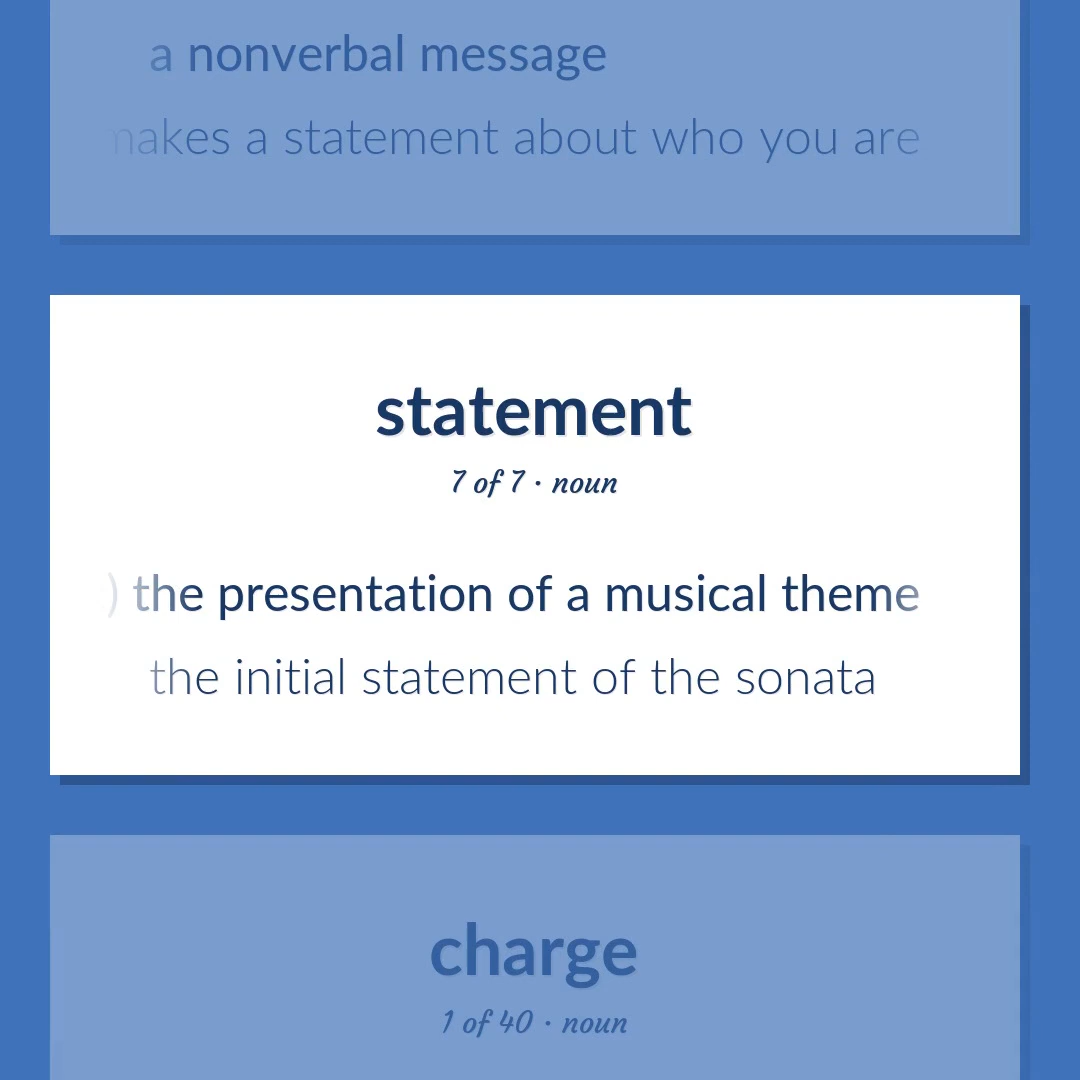 a nonverbal message
makes a statement about who you are
statement
7 of 7 · noun
) the presentation of a musical theme
the initial statement of the sonata
charge
1 of 40 · noun